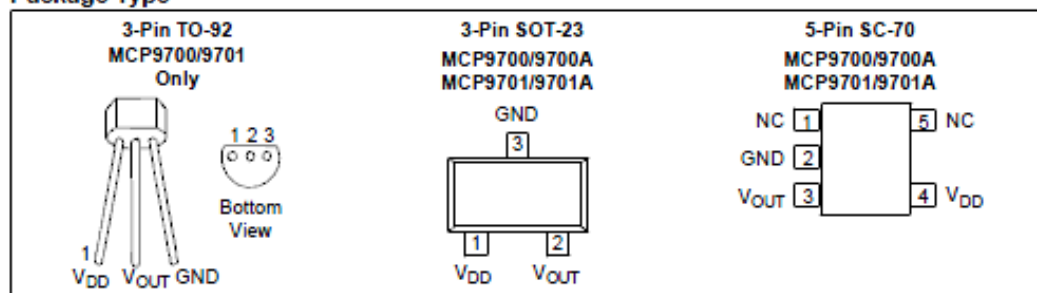 Package Type
3-Pin TO-92
MCP9700/9701
Only
1 2 3
Bottom
View
1
VDD VOUT GND
3-Pin SOT-23
MCP9700/9700A
MCP9701/9701A
GND
3
1 2
VDD VOUT
5-Pin SC-70
MCP9700/9700A
MCP9701/9701A
NC 1 5 NC
GND 2
VOUT 3 4 VDD